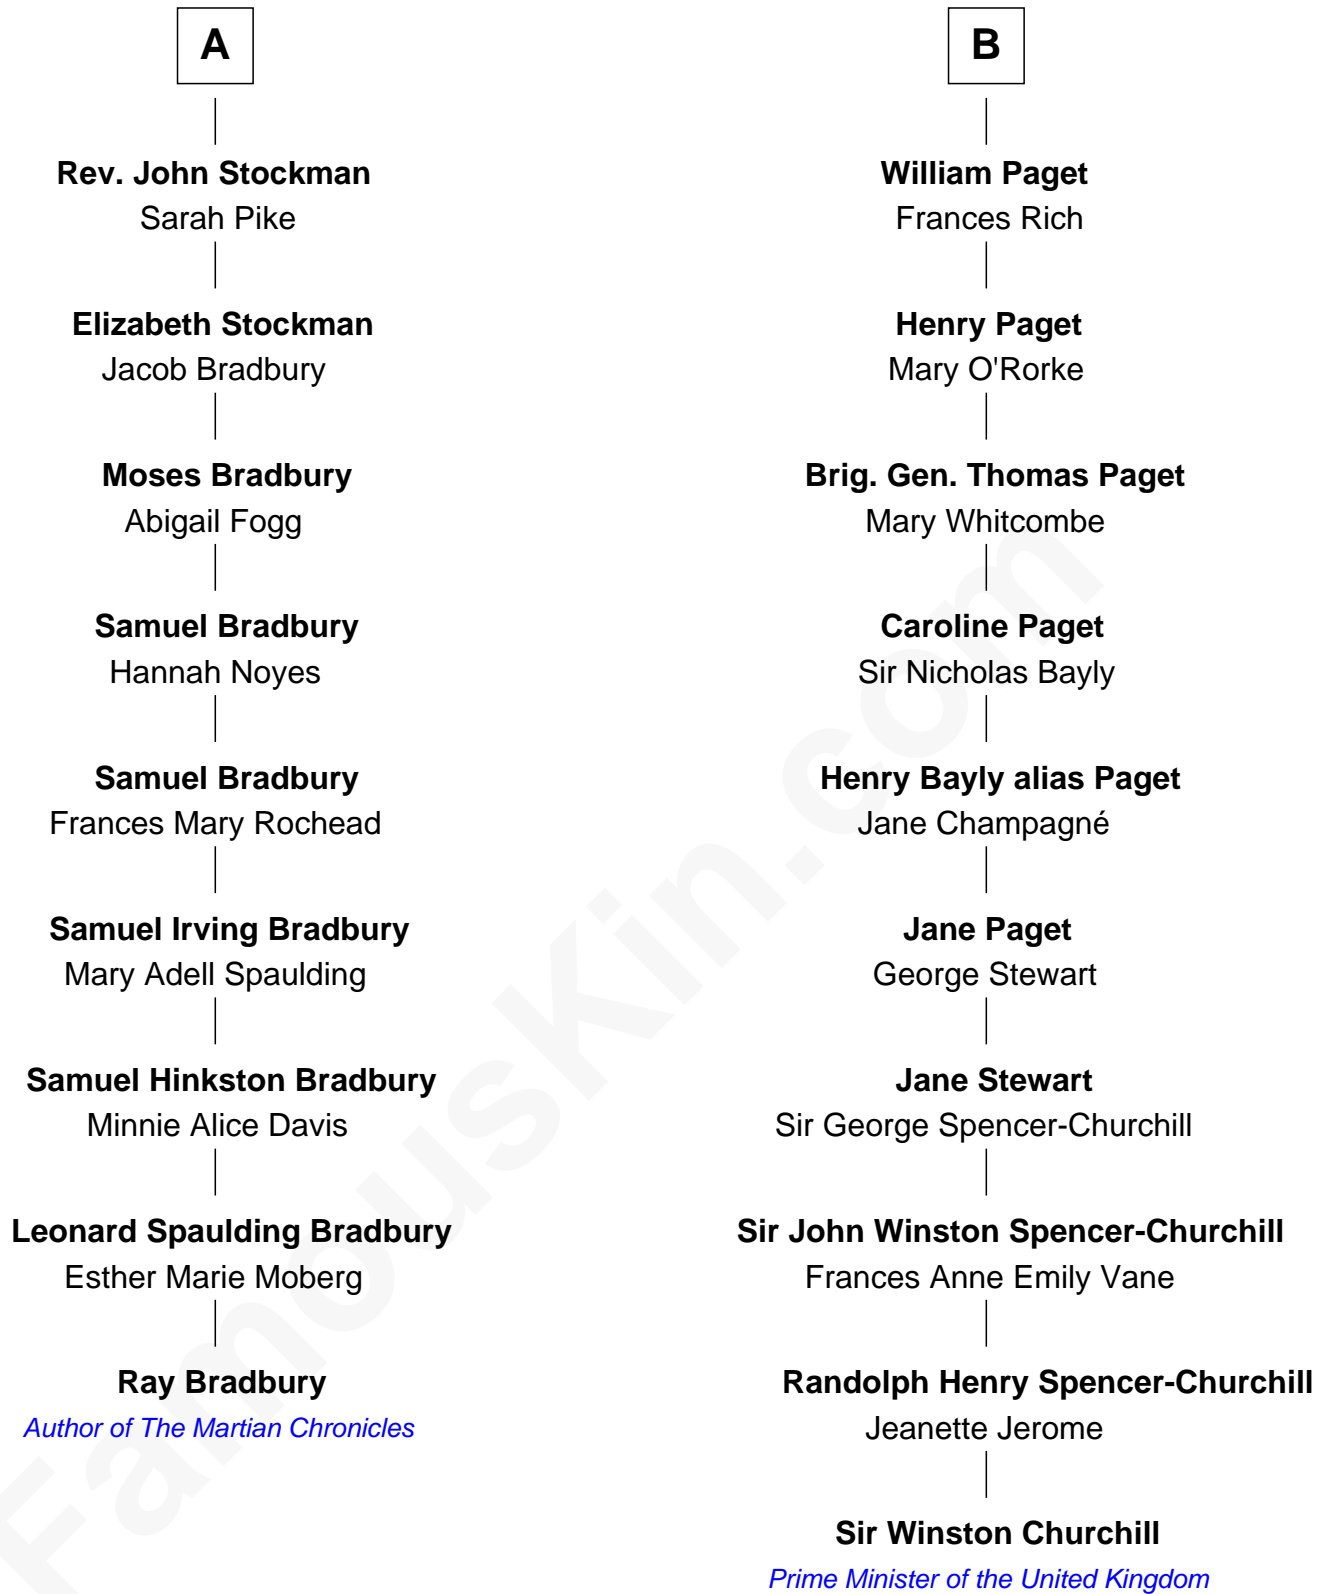 A
Rev. John Stockman
Sarah Pike
Elizabeth Stockman
Jacob Bradbury
Moses Bradbury
Abigail Fogg
Samuel Bradbury
Hannah Noyes
Samuel Bradbury
Frances Mary Rochead
Samuel Irving Bradbury
Mary Adell Spaulding
Samuel Hinkston Bradbury
Minnie Alice Davis
Leonard Spaulding Bradbury
Esther Marie Moberg
Ray Bradbury
Author of The Martian Chronicles
B
William Paget
Frances Rich
Henry Paget
Mary O'Rorke
Brig. Gen. Thomas Paget
Mary Whitcombe
Caroline Paget
Sir Nicholas Bayly
Henry Bayly alias Paget
Jane Champagné
Jane Paget
George Stewart
Jane Stewart
Sir George Spencer-Churchill
Sir John Winston Spencer-Churchill
Frances Anne Emily Vane
Randolph Henry Spencer-Churchill
Jeanette Jerome
Sir Winston Churchill
Prime Minister of the United Kingdom
FamousKin.com